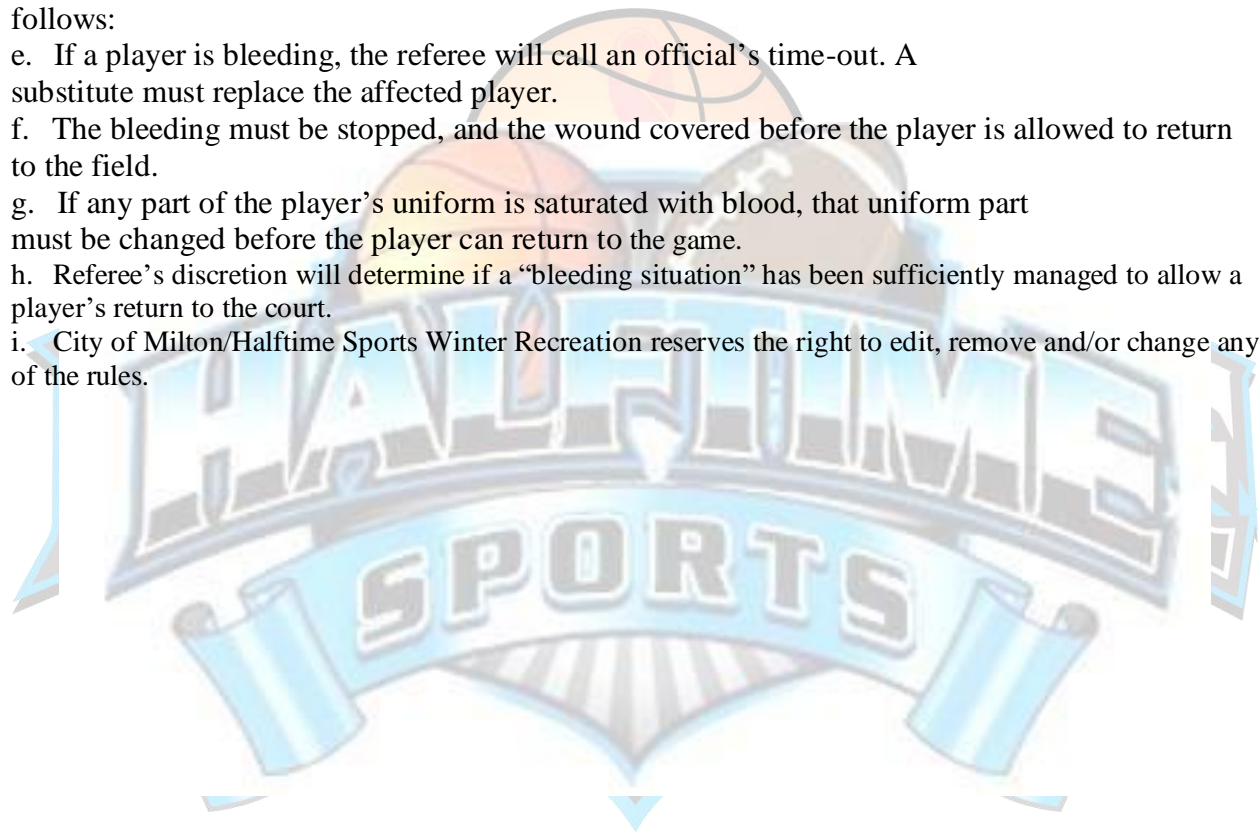 follows:
e. If a player is bleeding, the referee will call an official’s time-out. A
substitute must replace the affected player.
f. The bleeding must be stopped, and the wound covered before the player is allowed to return
to the field.
g. If any part of the player’s uniform is saturated with blood, that uniform part
must be changed before the player can return to the game.
h. Referee’s discretion will determine if a “bleeding situation” has been sufficiently managed to allow a
player’s return to the court.
i. City of Milton/Halftime Sports Winter Recreation reserves the right to edit, remove and/or change any
of the rules.
HALFTIME
SPORTS